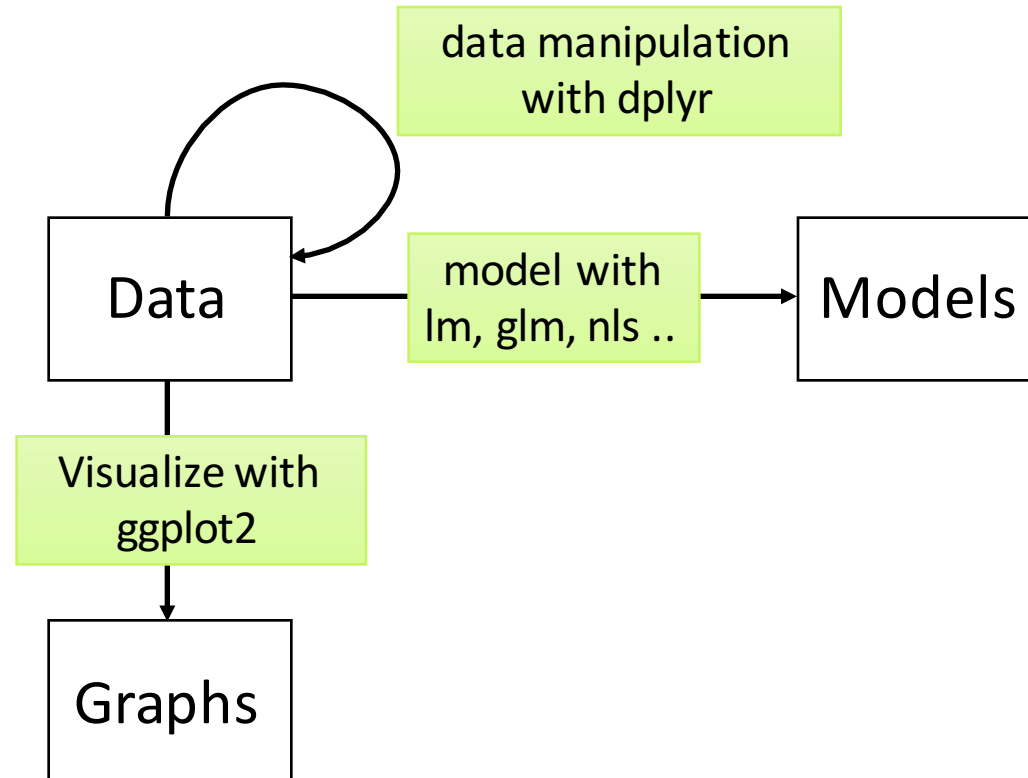 data manipulation
with dplyr
Data
model with
lm, glm, nls ..
Models
Visualize with
ggplot2
Graphs